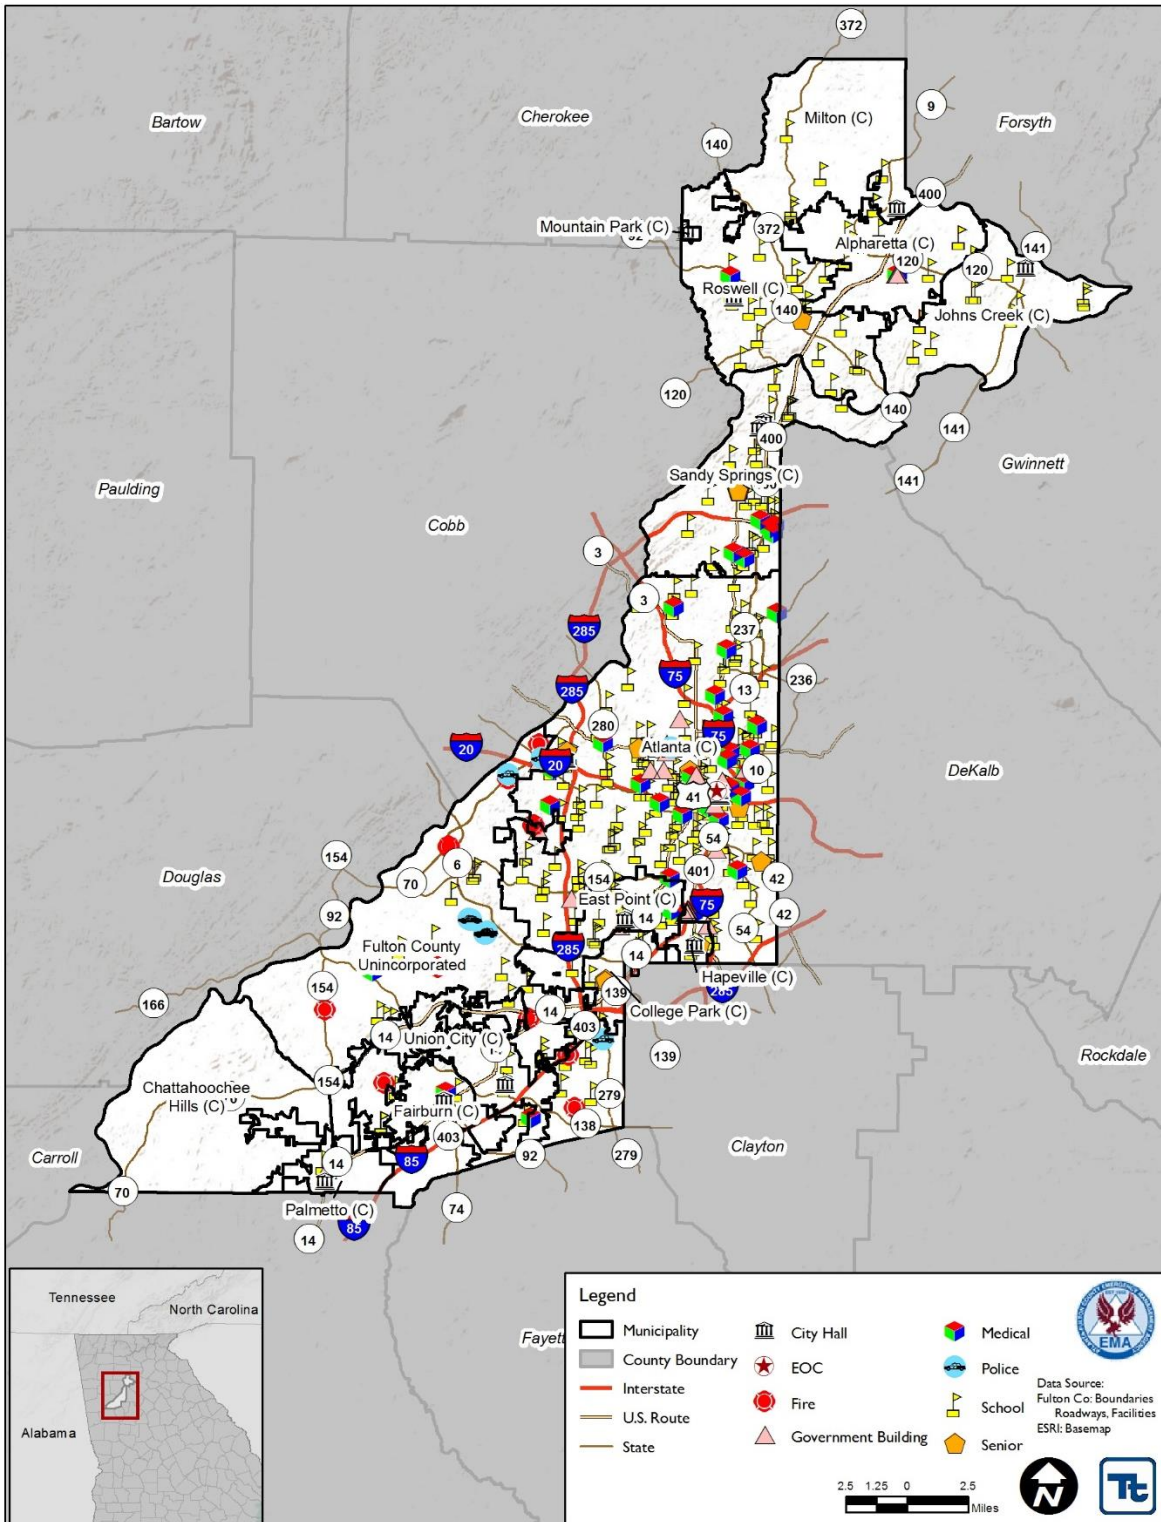 372
Bartow
Cherokee
9
Forsyth
Milton (C)
140
400
Mountain Park (C)
92
372
Alpharetta (C)
141
120
120
Roswell (C)
140
Johns Creek (C)
120
140
141
400
Gwinnett
Sandy Springs (C)
141
Paulding
Cobb
3
3
285
237
75
236
285
13
280
75
20
Atlanta (C)
20
10
DeKalb
41
54
154
6
401
Douglas
70
154
42
East Point (C)
75
92
14
42
54
Fulton County
Unincorporated
285
14
Hapeville (C)
154
139
285
166
14
College Park (C)
14
403
Union City (C)
139
Rockdale
154
Chattahoochee
Hills (C)
279
Fairburn (C)
138
403
Clayton
Carroll
14
85
92
279
70
Palmetto (C)
74
85
14
Tennessee
North Carolina
Alabama
Fayett
Legend
Municipality
County Boundary
Interstate
U.S. Route
State
City Hall
EOC
Fire
Government Building
Medical
Police
School
Senior
EMA
Data Source:
Fulton Co: Boundaries
Roadways, Facilities
ESRI: Basemap
2.5 1.25 0 2.5
Miles
N
Tt